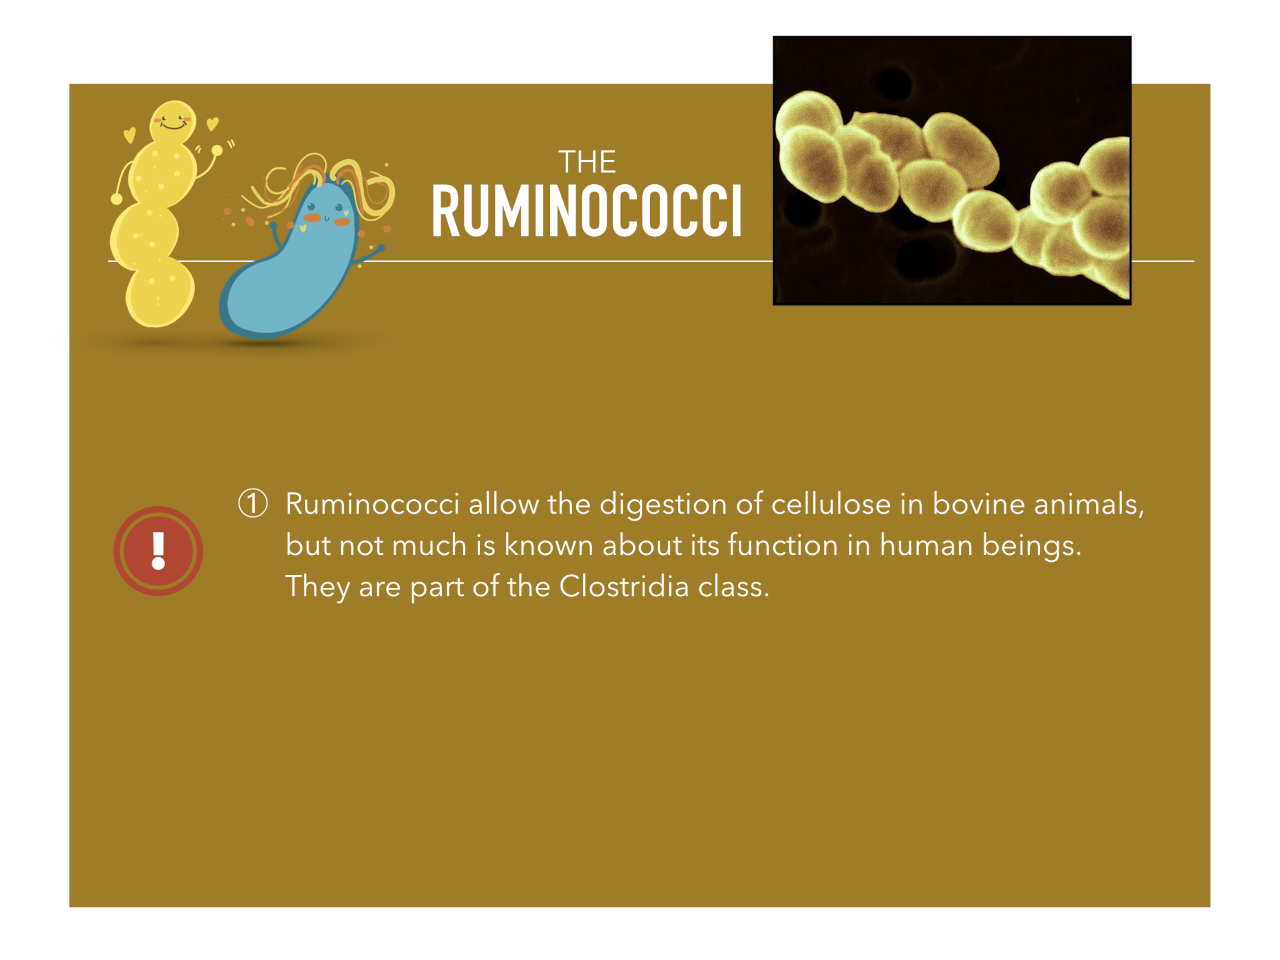 THE
RUMINOCOCCI
! ① Ruminococci allow the digestion of cellulose in bovine animals,
but not much is known about its function in human beings.
They are part of the Clostridia class.